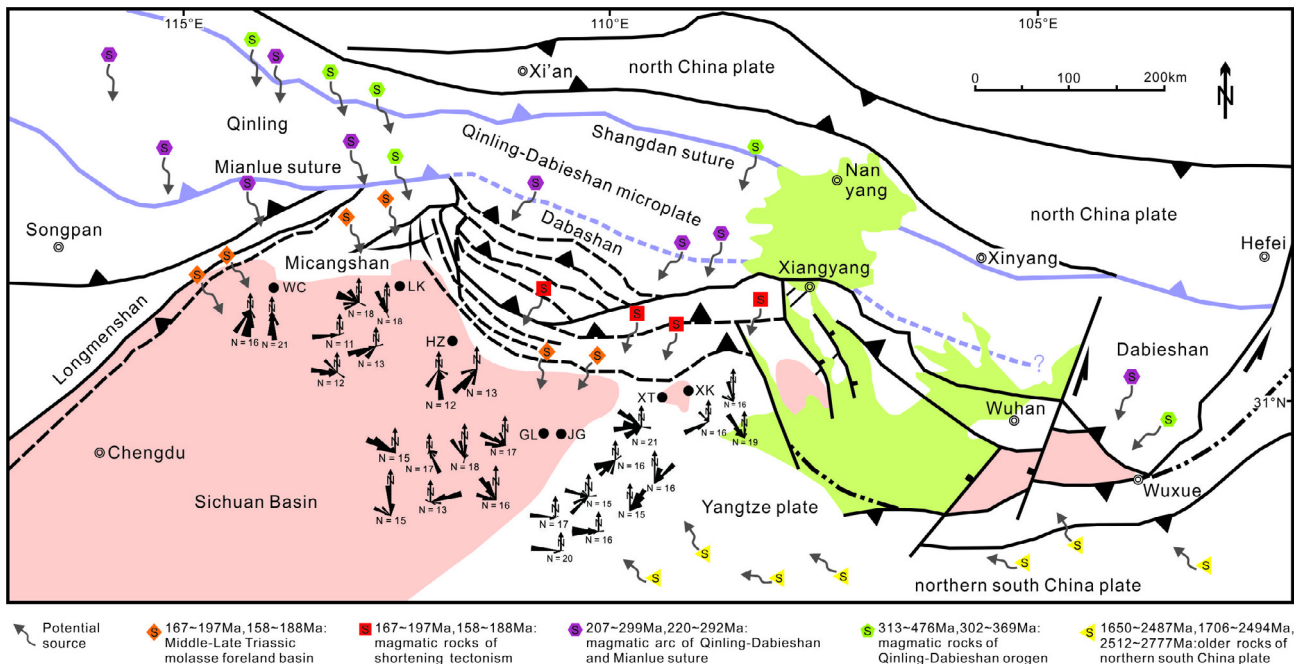 115°E
110°E
105°E
Xi'an
north China plate
0 100 200km
N
Qinling
Shangdan suture
Qinling-Dabieshan microplate
Mianlue suture
Nan
yang
north China plate
Songpan
Dabashan
Hefei
Xinyang
Micangshan
Xiangyang
WC
LK
Longmenshan
N=16
N=21
N=18
N=18
N=11
N=13
N=12
HZ
N=12
N=13
Dabieshan
?
XT
XK
N=16
N=16
N=19
N=21
Wuhan
31°N
Chengdu
GL
JG
N=15
N=17
N=18
N=17
N=16
N=16
Sichuan Basin
N=15
N=13
N=16
N=15
N=15
N=17
N=16
N=20
Yangtze plate
Wuxue
northern south China plate
Potential
source
167~197Ma,158~188Ma:
Middle-Late Triassic
molasse foreland basin
167~197Ma,158~188Ma:
magmatic rocks of
shortening tectonism
207~299Ma,220~292Ma:
magmatic arc of Qinling-Dabieshan
and Mianlue suture
313~476Ma,302~369Ma:
magmatic rocks of
Qinling-Dabieshan orogen
1650~2487Ma,1706~2494Ma,
2512~2777Ma:older rocks of
northern south China plate